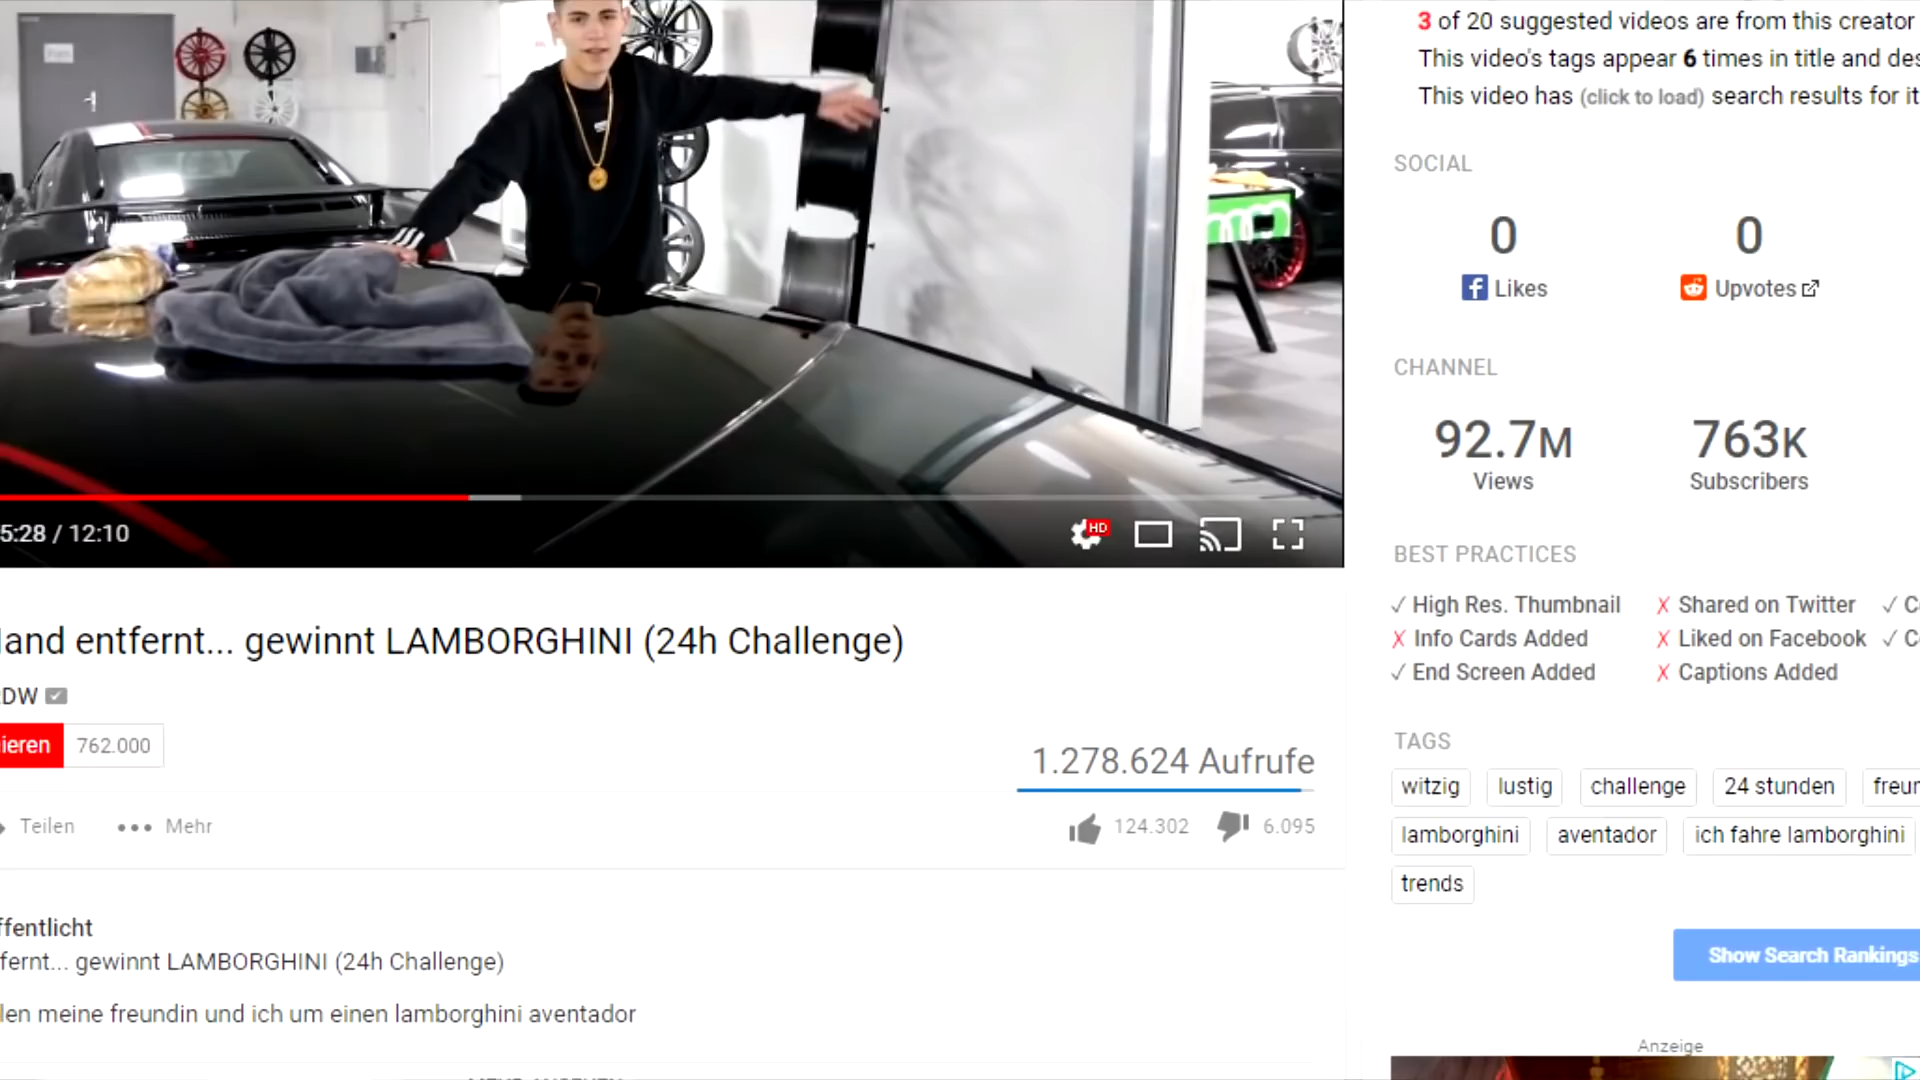 3 of 20 suggested videos are from this creator
This video's tags appear 6 times in title and des
This video has (click to load) search results for it
SOCIAL
0 0
Likes Upvotes
CHANNEL
92.7M 763K
Views Subscribers
BEST PRACTICES
✓ High Res. Thumbnail ✗ Shared on Twitter ✓ C
✗ Info Cards Added ✗ Liked on Facebook ✓ C
✓ End Screen Added ✗ Captions Added
TAGS
witzig lustig challenge 24 stunden freun
lamborghini aventador ich fahre lamborghini
trends
Show Search Rankings
Anzeige
5:28 / 12:10
HD
and entfernt... gewinnt LAMBORGHINI (24h Challenge)
DW
ieren 762.000
1.278.624 Aufrufe
Teilen ••• Mehr
124.302 6.095
ffentlicht
fernt... gewinnt LAMBORGHINI (24h Challenge)
len meine freundin und ich um einen lamborghini aventador